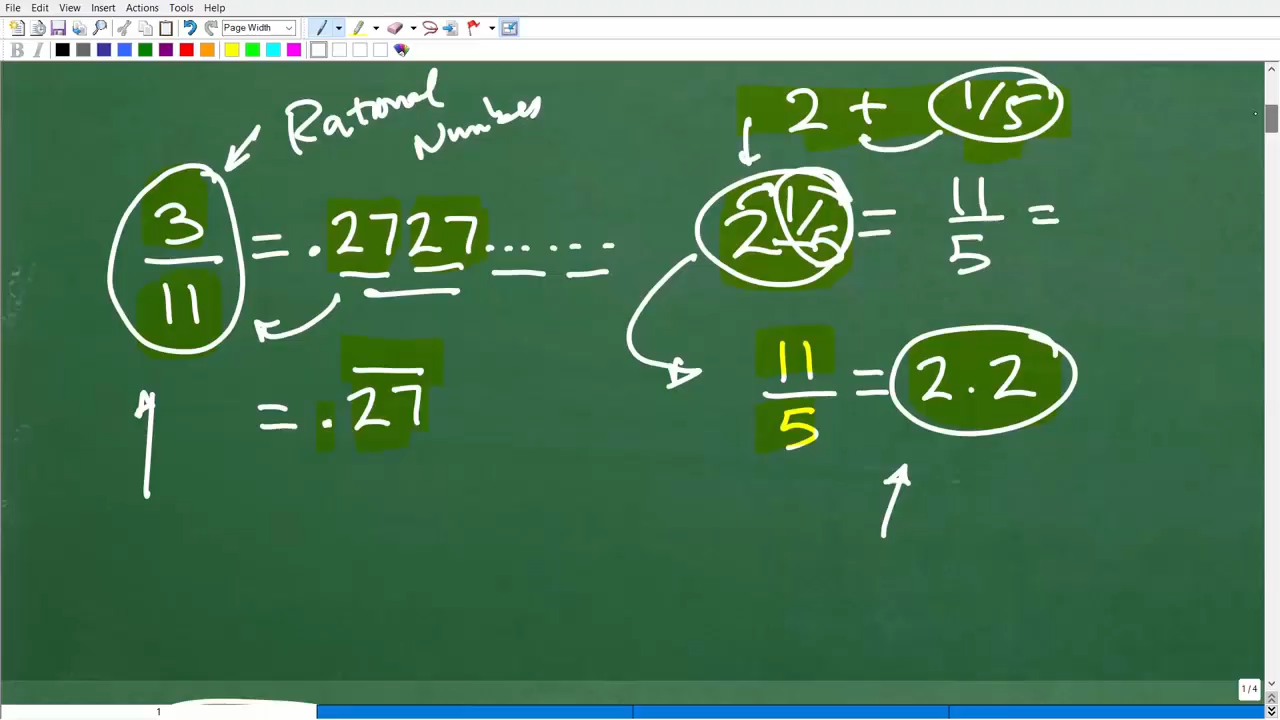 File Edit View Insert Actions Tools Help
Page Width
B I
Rational
Numbers
3/11 = .2727......
= .27
2 + 1/5
2 1/5 = 11/5 =
11/5 = 2.2
1/4
1